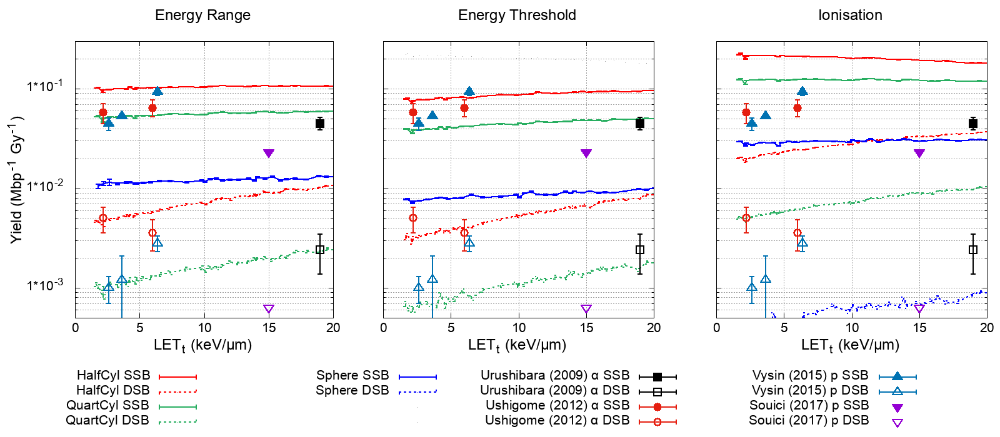 Energy Range
Energy Threshold
Ionisation
Yield (Mbp⁻¹ Gy⁻¹)
1*10⁻¹
1*10⁻²
1*10⁻³
0 5 10 15 20
0 5 10 15 20
0 5 10 15 20
LETₜ (keV/μm)
LETₜ (keV/μm)
LETₜ (keV/μm)
HalfCyl SSB
HalfCyl DSB
QuartCyl SSB
QuartCyl DSB
Sphere SSB
Sphere DSB
Urushibara (2009) α SSB
Urushibara (2009) α DSB
Ushigome (2012) α SSB
Ushigome (2012) α DSB
Vysin (2015) p SSB
Vysin (2015) p DSB
Souici (2017) p SSB
Souici (2017) p DSB